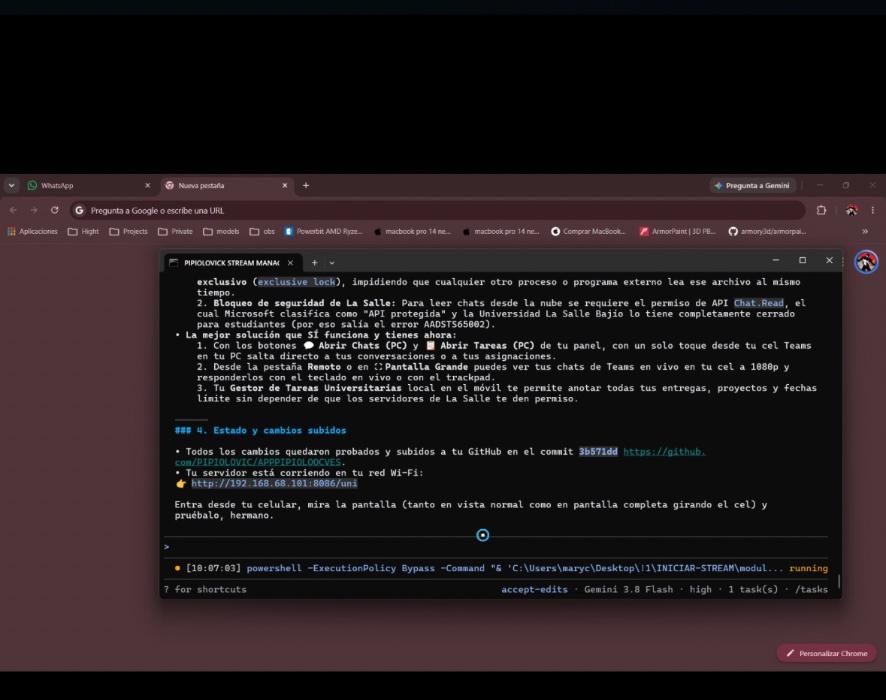 WhatsApp
Nueva pestaña
Pregunta a Gemini
Pregunta a Google o escribe una URL
Aplicaciones
Hight
Projects
Private
models
obs
Powerbit AMD Ryze...
macbook pro 14 ne...
macbook pro 14 ne...
Comprar MacBook...
ArmorPaint | 3D PB...
armory3d/armorpai...
PIPIOLOVICK STREAM MANAG
exclusivo (exclusive lock), impidiendo que cualquier otro proceso o programa externo lea ese archivo al mismo
tiempo.
2. Bloqueo de seguridad de La Salle: Para leer chats desde la nube se requiere el permiso de API Chat.Read, el
cual Microsoft clasifica como "API protegida" y la Universidad La Salle Bajío lo tiene completamente cerrado
para estudiantes (por eso salía el error AADSTS65002).
• La mejor solución que SÍ funciona y tienes ahora:
1. Con los botones 💬 Abrir Chats (PC) y 📋 Abrir Tareas (PC) de tu panel, con un solo toque desde tu cel Teams
en tu PC salta directo a tus conversaciones o a tus asignaciones.
2. Desde la pestaña Remoto o en ⛶ Pantalla Grande puedes ver tus chats de Teams en vivo en tu cel a 1080p y
responderlos con el teclado en vivo o con el trackpad.
3. Tu Gestor de Tareas Universitarias local en el móvil te permite anotar todas tus entregas, proyectos y fechas
límite sin depender de que los servidores de La Salle te den permiso.
### 4. Estado y cambios subidos
• Todos los cambios quedaron probados y subidos a tu GitHub en el commit 3b571dd https://github.
com/PIPIOLOVIC/APPPIPIOLOOCVES.
• Tu servidor está corriendo en tu red Wi-Fi:
👉 http://192.168.68.101:8086/uni
Entra desde tu celular, mira la pantalla (tanto en vista normal como en pantalla completa girando el cel) y
pruébalo, hermano.
>
● [10:07:03] powershell -ExecutionPolicy Bypass -Command "& 'C:\Users\maryc\Desktop\!1\INICIAR-STREAM\modul... running
? for shortcuts
accept-edits · Gemini 3.8 Flash · high · 1 task(s) · /tasks
Personalizar Chrome